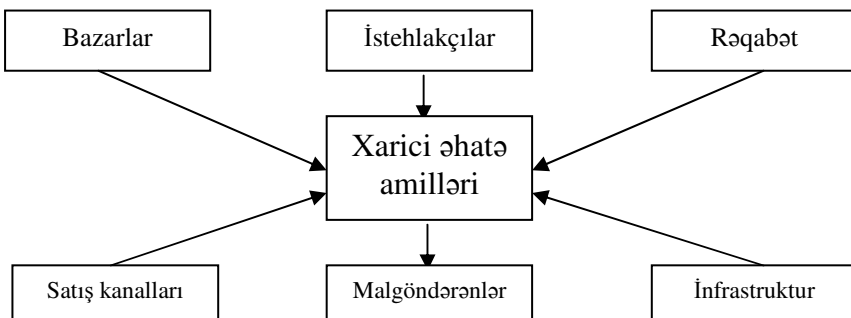 Bazarlar
İstehlakçılar
Rəqabət
Xarici əhatə
amilləri
Satış kanalları
Malgöndərənlər
İnfrastruktur